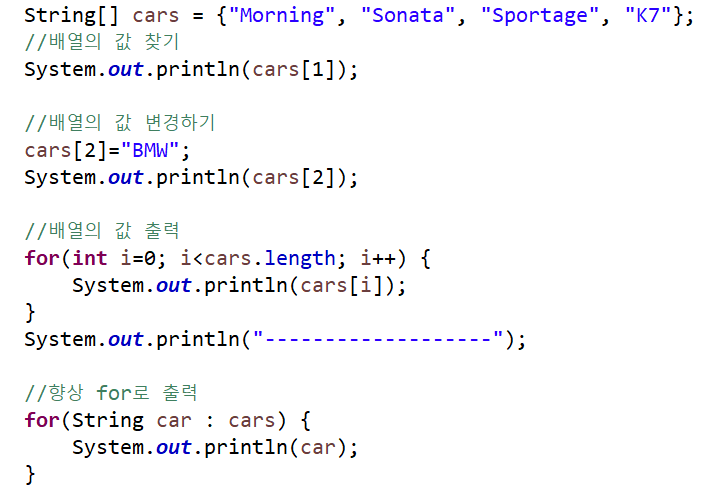 String[] cars = {"Morning", "Sonata", "Sportage", "K7"};
//배열의 값 찾기
System.out.println(cars[1]);
//배열의 값 변경하기
cars[2]="BMW";
System.out.println(cars[2]);
//배열의 값 출력
for(int i=0; i<cars.length; i++) {
    System.out.println(cars[i]);
}
System.out.println("-------------------");
//향상 for로 출력
for(String car : cars) {
    System.out.println(car);
}